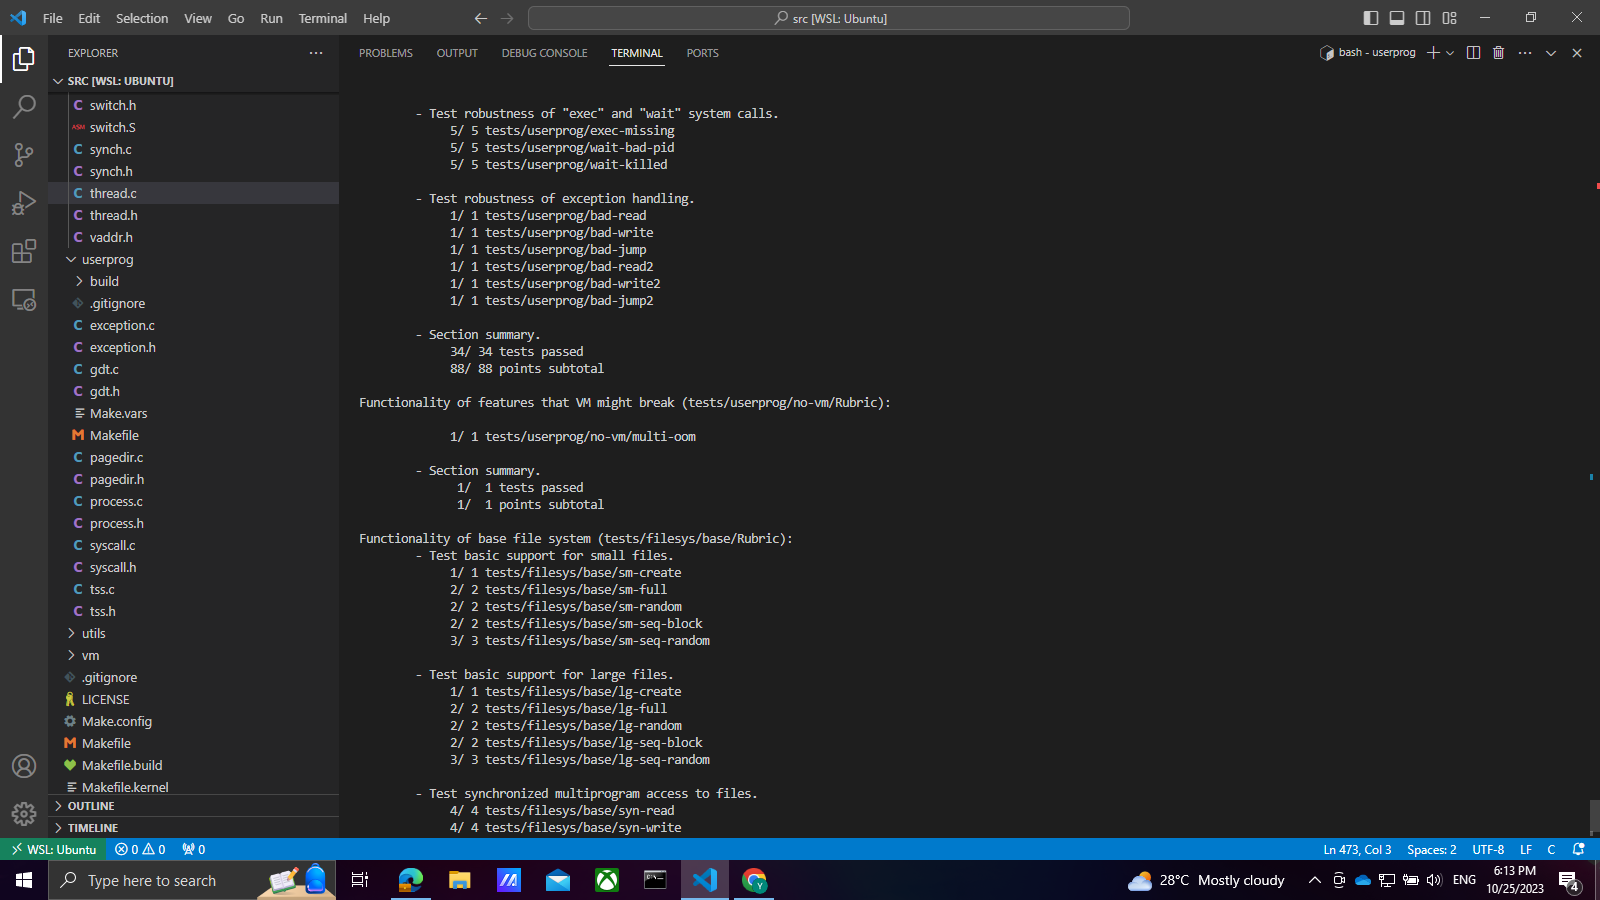 File Edit Selection View Go Run Terminal Help
src [WSL: Ubuntu]
EXPLORER
SRC [WSL: UBUNTU]
switch.h
ASM switch.S
C synch.c
C synch.h
C thread.c
C thread.h
C vaddr.h
userprog
build
.gitignore
C exception.c
C exception.h
C gdt.c
C gdt.h
Make.vars
M Makefile
C pagedir.c
C pagedir.h
C process.c
C process.h
C syscall.c
C syscall.h
C tss.c
C tss.h
utils
vm
.gitignore
LICENSE
Make.config
M Makefile
Makefile.build
Makefile.kernel
OUTLINE
TIMELINE
PROBLEMS OUTPUT DEBUG CONSOLE TERMINAL PORTS
bash - userprog
- Test robustness of "exec" and "wait" system calls.
5/ 5 tests/userprog/exec-missing
5/ 5 tests/userprog/wait-bad-pid
5/ 5 tests/userprog/wait-killed
- Test robustness of exception handling.
1/ 1 tests/userprog/bad-read
1/ 1 tests/userprog/bad-write
1/ 1 tests/userprog/bad-jump
1/ 1 tests/userprog/bad-read2
1/ 1 tests/userprog/bad-write2
1/ 1 tests/userprog/bad-jump2
- Section summary.
34/ 34 tests passed
88/ 88 points subtotal
Functionality of features that VM might break (tests/userprog/no-vm/Rubric):
1/ 1 tests/userprog/no-vm/multi-oom
- Section summary.
1/ 1 tests passed
1/ 1 points subtotal
Functionality of base file system (tests/filesys/base/Rubric):
- Test basic support for small files.
1/ 1 tests/filesys/base/sm-create
2/ 2 tests/filesys/base/sm-full
2/ 2 tests/filesys/base/sm-random
2/ 2 tests/filesys/base/sm-seq-block
3/ 3 tests/filesys/base/sm-seq-random
- Test basic support for large files.
1/ 1 tests/filesys/base/lg-create
2/ 2 tests/filesys/base/lg-full
2/ 2 tests/filesys/base/lg-random
2/ 2 tests/filesys/base/lg-seq-block
3/ 3 tests/filesys/base/lg-seq-random
- Test synchronized multiprogram access to files.
4/ 4 tests/filesys/base/syn-read
4/ 4 tests/filesys/base/syn-write
WSL: Ubuntu 0 0 0
Ln 473, Col 3 Spaces: 2 UTF-8 LF C
Type here to search
28°C Mostly cloudy
ENG
6:13 PM
10/25/2023
4